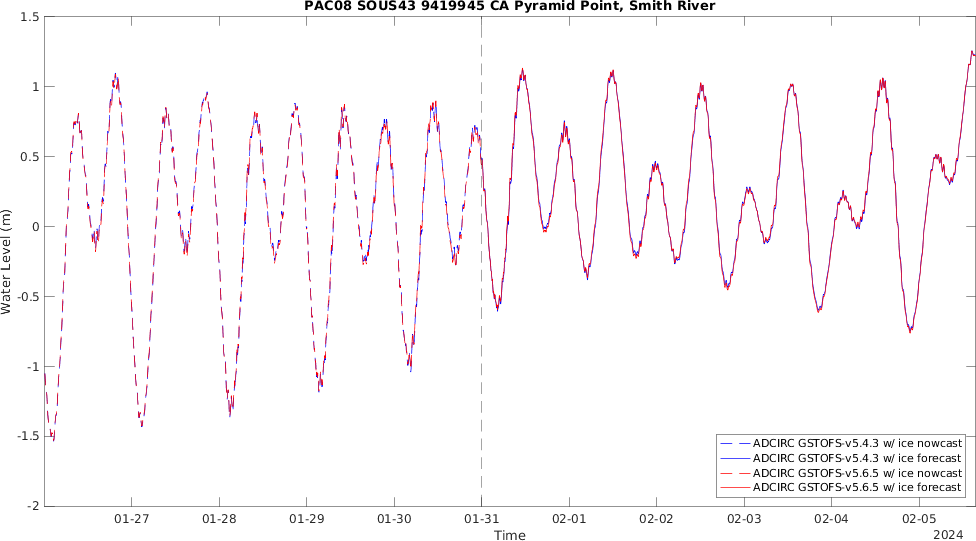 PAC08 SOUS43 9419945 CA Pyramid Point, Smith River
1.5
1
0.5
0
-0.5
-1
-1.5
-2
Water Level (m)
01-27 01-28 01-29 01-30 01-31 02-01 02-02 02-03 02-04 02-05
Time
2024
ADCIRC GSTOFS-v5.4.3 w/ ice nowcast
ADCIRC GSTOFS-v5.4.3 w/ ice forecast
ADCIRC GSTOFS-v5.6.5 w/ ice nowcast
ADCIRC GSTOFS-v5.6.5 w/ ice forecast